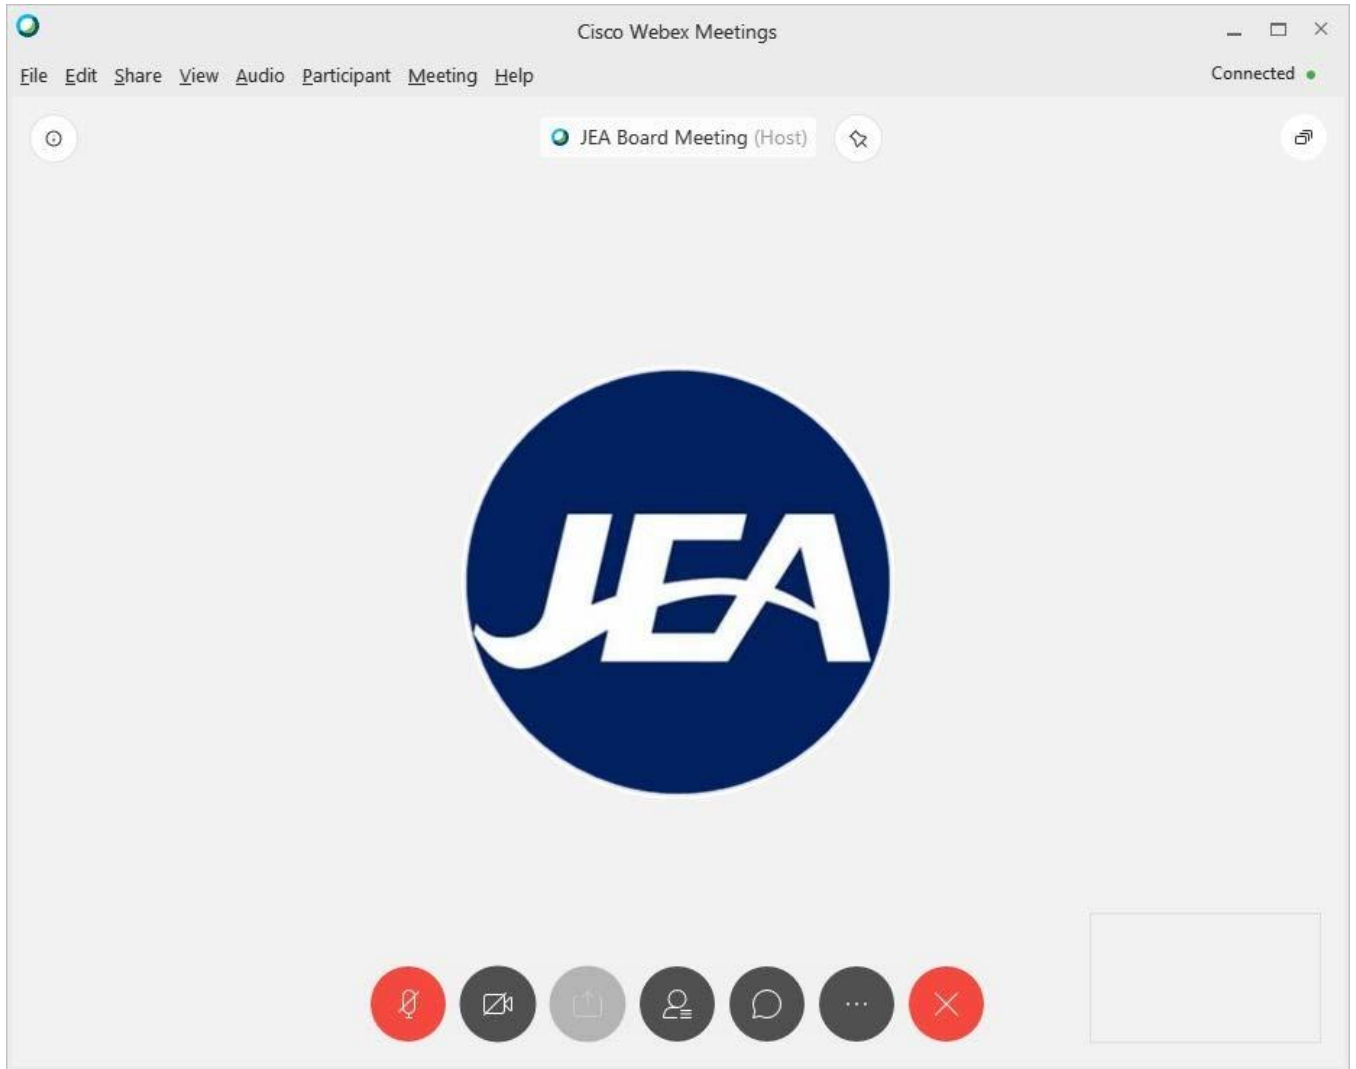 Cisco Webex Meetings
File Edit Share View Audio Participant Meeting Help
Connected
JEA Board Meeting (Host)
JEA